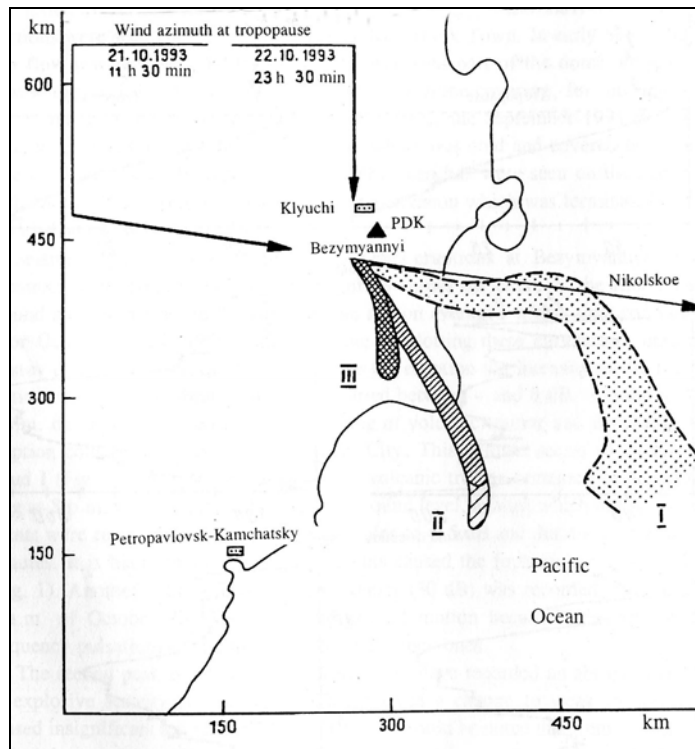 km
Wind azimuth at tropopause
21.10.1993 22.10.1993
11 h 30 min 23 h 30 min
600
Klyuchi
PDK
450
Bezymyannyi
Nikolskoe
III
300
II
I
Petropavlovsk-Kamchatsky
150
Pacific
Ocean
150 300 450 km